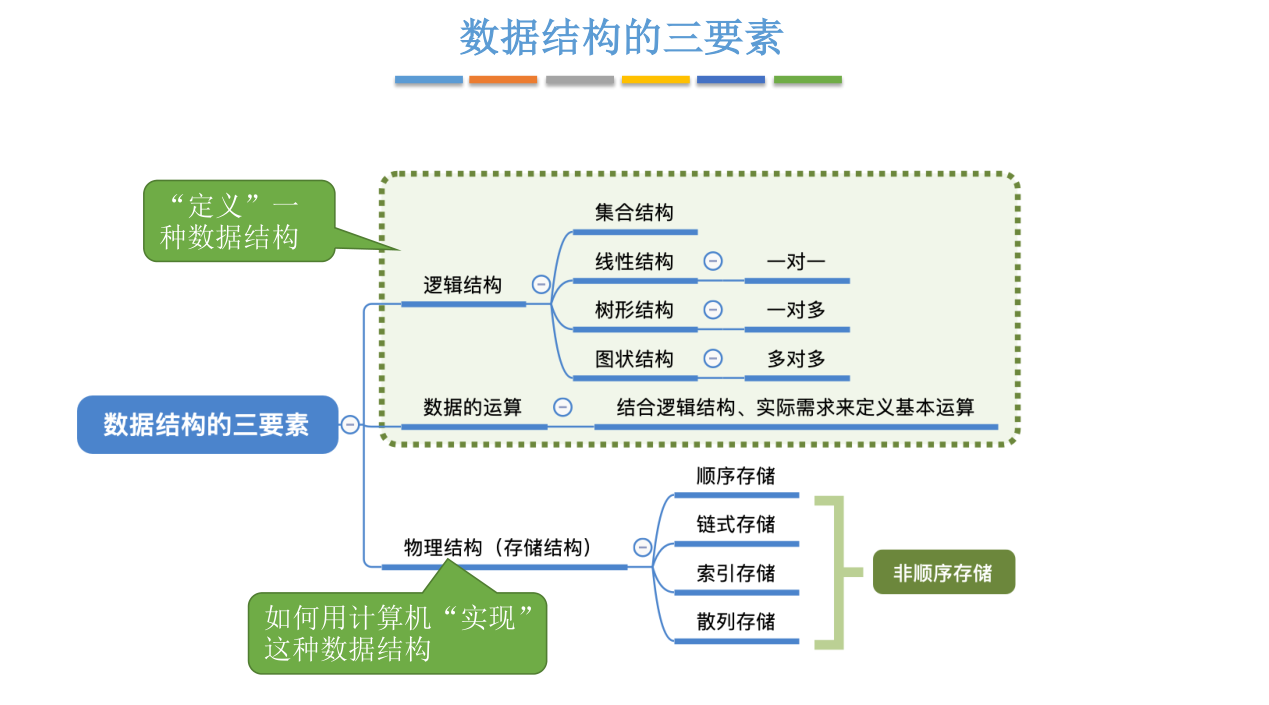 数据结构的三要素
“定义”一
种数据结构
集合结构
线性结构
一对一
逻辑结构
树形结构
一对多
图状结构
多对多
数据的运算
结合逻辑结构、实际需求来定义基本运算
数据结构的三要素
顺序存储
链式存储
物理结构（存储结构）
索引存储
非顺序存储
散列存储
如何用计算机“实现”
这种数据结构